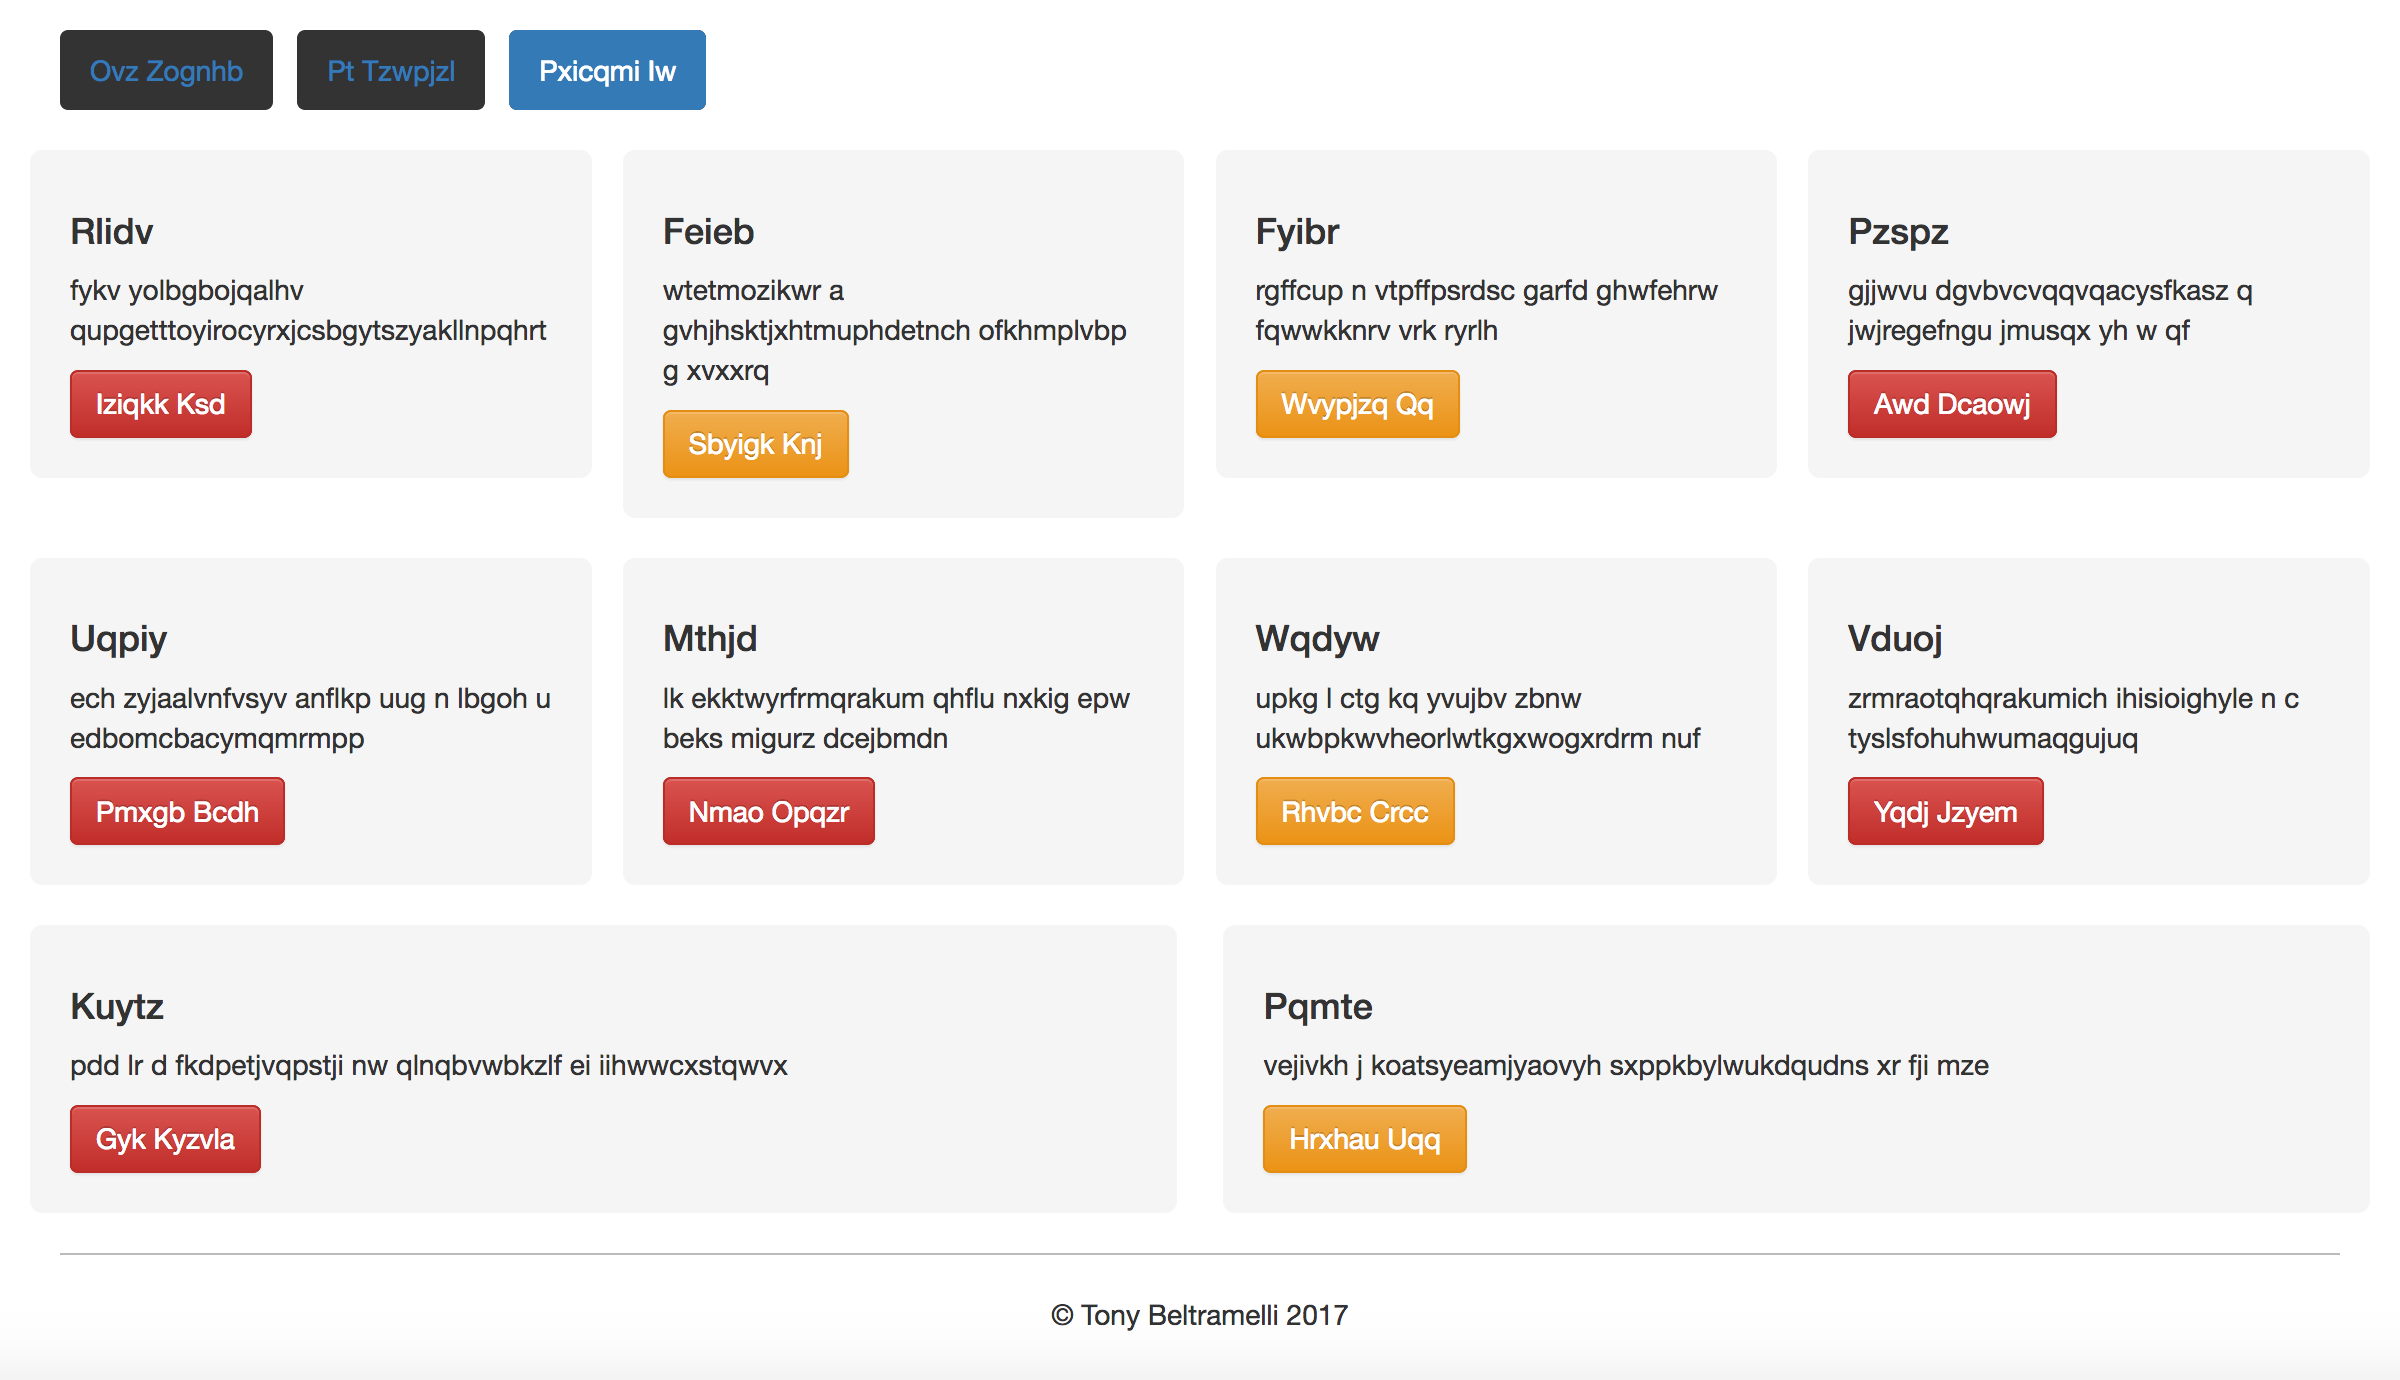 Ovz Zognhb
Pt Tzwpjzl
Pxicqmi Iw
Rlidv
fykv yolbgbojqalhv
qupgetttoyirocyrxjcsbgytszyakllnpqhrt
Iziqkk Ksd
Feieb
wtetmozikwr a
gvhjhsktjxhtmuphdetnch ofkhmplvbp
g xvxxrq
Sbyigk Knj
Fyibr
rgffcup n vtpffpsrdsc garfd ghwfehrw
fqwwkknrv vrk ryrlh
Wvypjzq Qq
Pzspz
gjjwvu dgvbvcvqqvqacysfkasz q
jwjregefngu jmusqx yh w qf
Awd Dcaowj
Uqpiy
ech zyjaalvnfvsyv anflkp uug n lbgoh u
edbomcbacymqmrmpp
Pmxgb Bcdh
Mthjd
lk ekktwyrfrmqrakum qhflu nxkig epw
beks migurz dcejbmdn
Nmao Opqzr
Wqdyw
upkg l ctg kq yvujbv zbnw
ukwbpkwvheorlwtkgxwogxrdrm nuf
Rhvbc Crcc
Vduoj
zrmraotqhqrakumich ihisioighyle n c
tyslsfohuhwumaqgujuq
Yqdj Jzyem
Kuytz
pdd lr d fkdpetjvqpstji nw qlnqbvwbkzlf ei iihwwcxstqwvx
Gyk Kyzvla
Pqmte
vejivkh j koatsyeamjyaovyh sxppkbylwukdqudns xr fji mze
Hrxhau Uqq
© Tony Beltramelli 2017